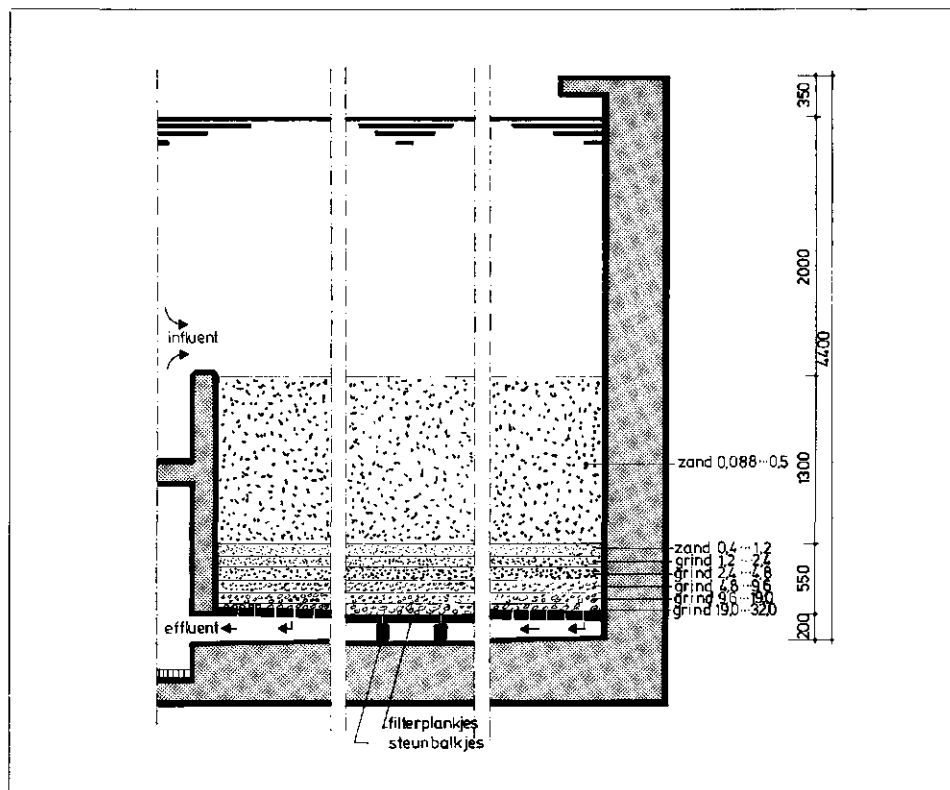 350
2000
4400
influent
zand 0,088...0,5
1300
zand 0,4...1,2
grind 1,2...2,4
grind 2,4...4,8
grind 4,8...9,6
grind 9,6...19,0
grind 19,0...32,0
550
effluent
200
filterplankjes
steunbalkjes